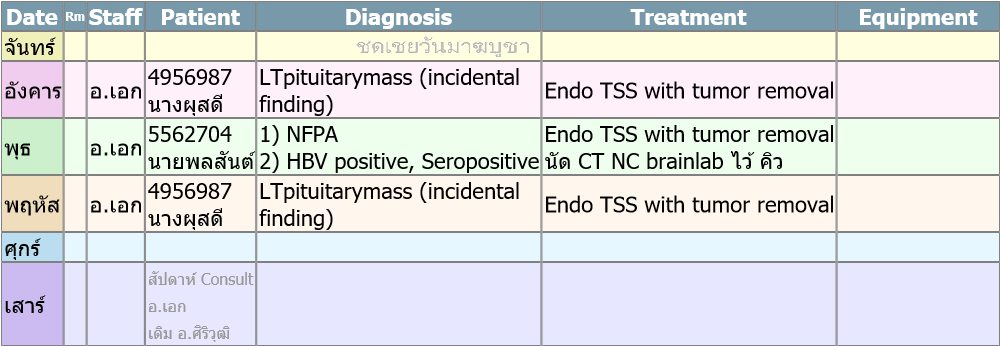 Date Rm Staff Patient Diagnosis Treatment Equipment
จันทร์ ชดเชยวันมาฆบูชา
อังคาร อ.เอก 4956987 LTpituitarymass (incidental Endo TSS with tumor removal
นางผุสดี finding)
พุธ อ.เอก 5562704 1) NFPA Endo TSS with tumor removal
นายพลสันต์ 2) HBV positive, Seropositive นัด CT NC brainlab ไว้ คิว
พฤหัส อ.เอก 4956987 LTpituitarymass (incidental Endo TSS with tumor removal
นางผุสดี finding)
ศุกร์
เสาร์ สัปดาห์ Consult
อ.เอก
เดิม อ.ศิริวุฒิ